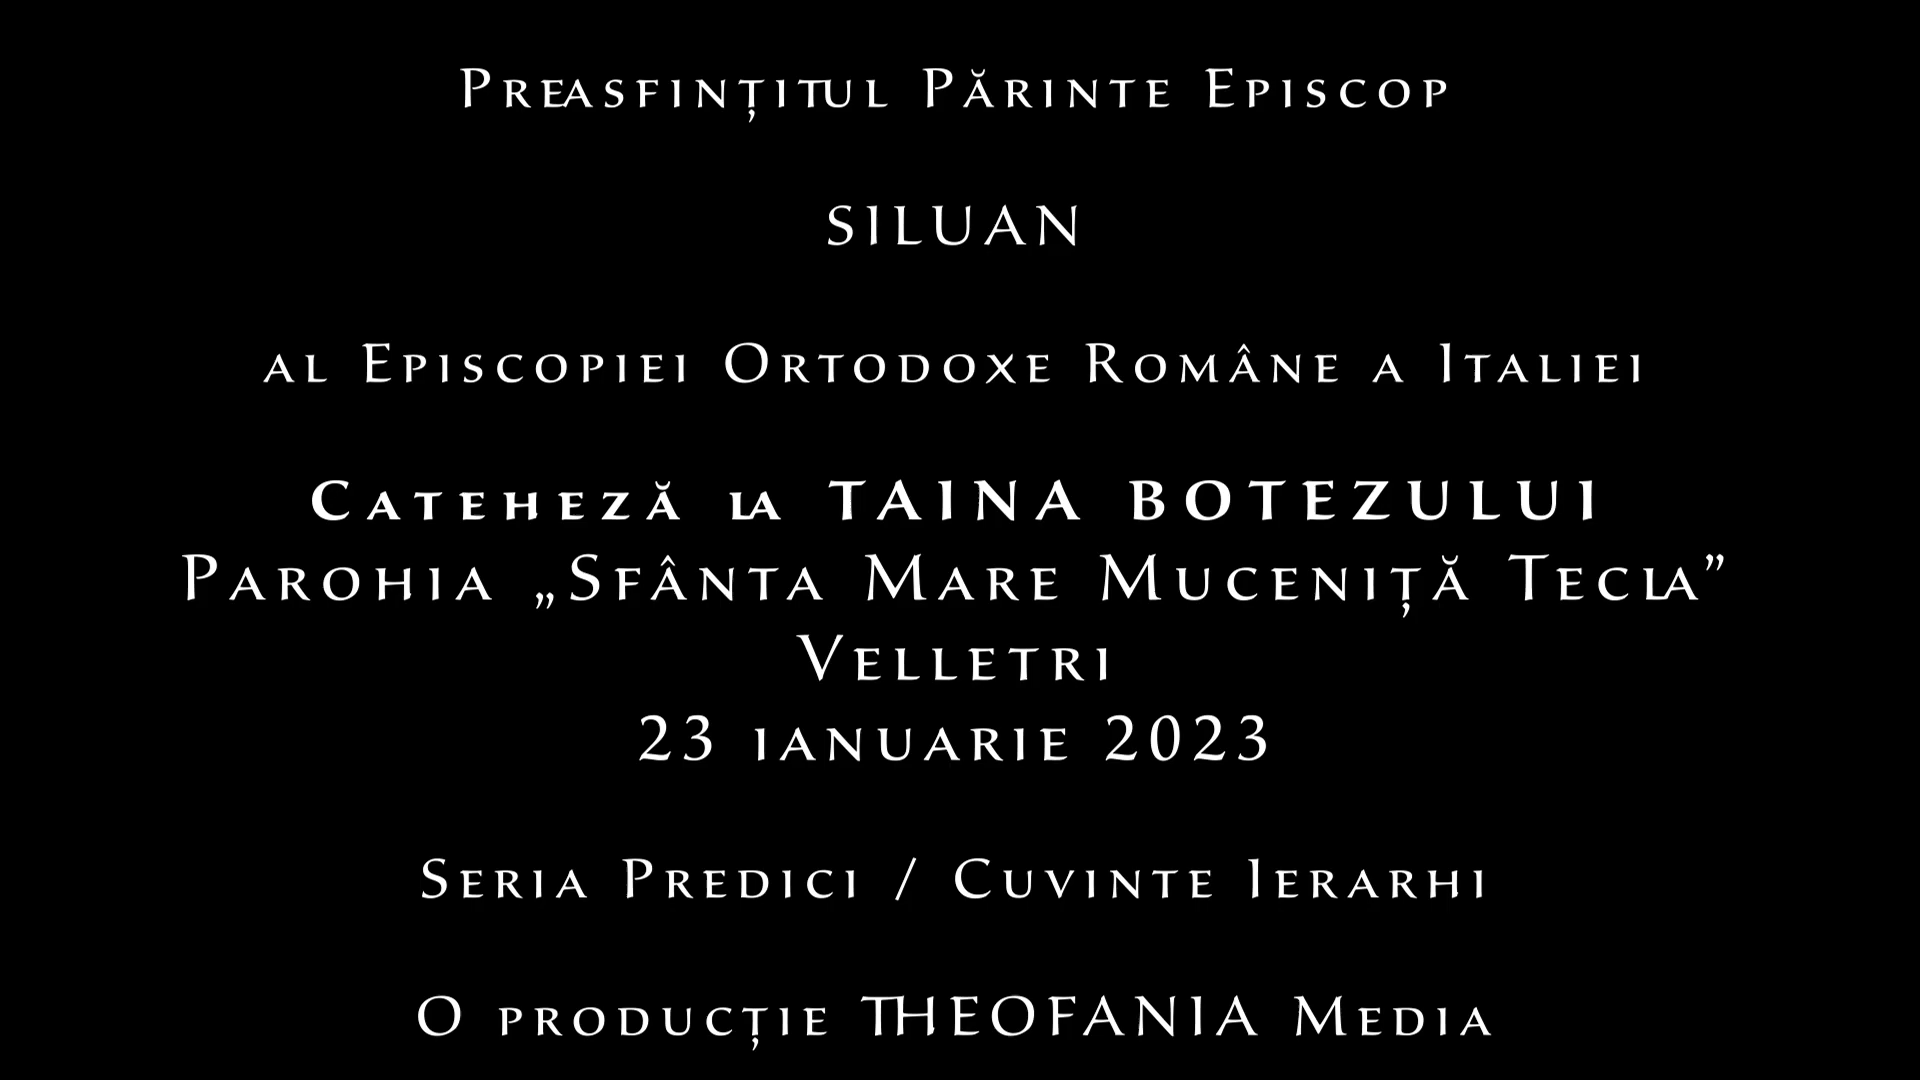 Preasfințitul Părinte Episcop
SILUAN
al Episcopiei Ortodoxe Române a Italiei
Cateheză la TAINA BOTEZULUI
Parohia „Sfânta Mare Muceniță Tecla”
Velletri
23 ianuarie 2023
Seria Predici / Cuvinte Ierarhi
O producție THEOFANIA Media